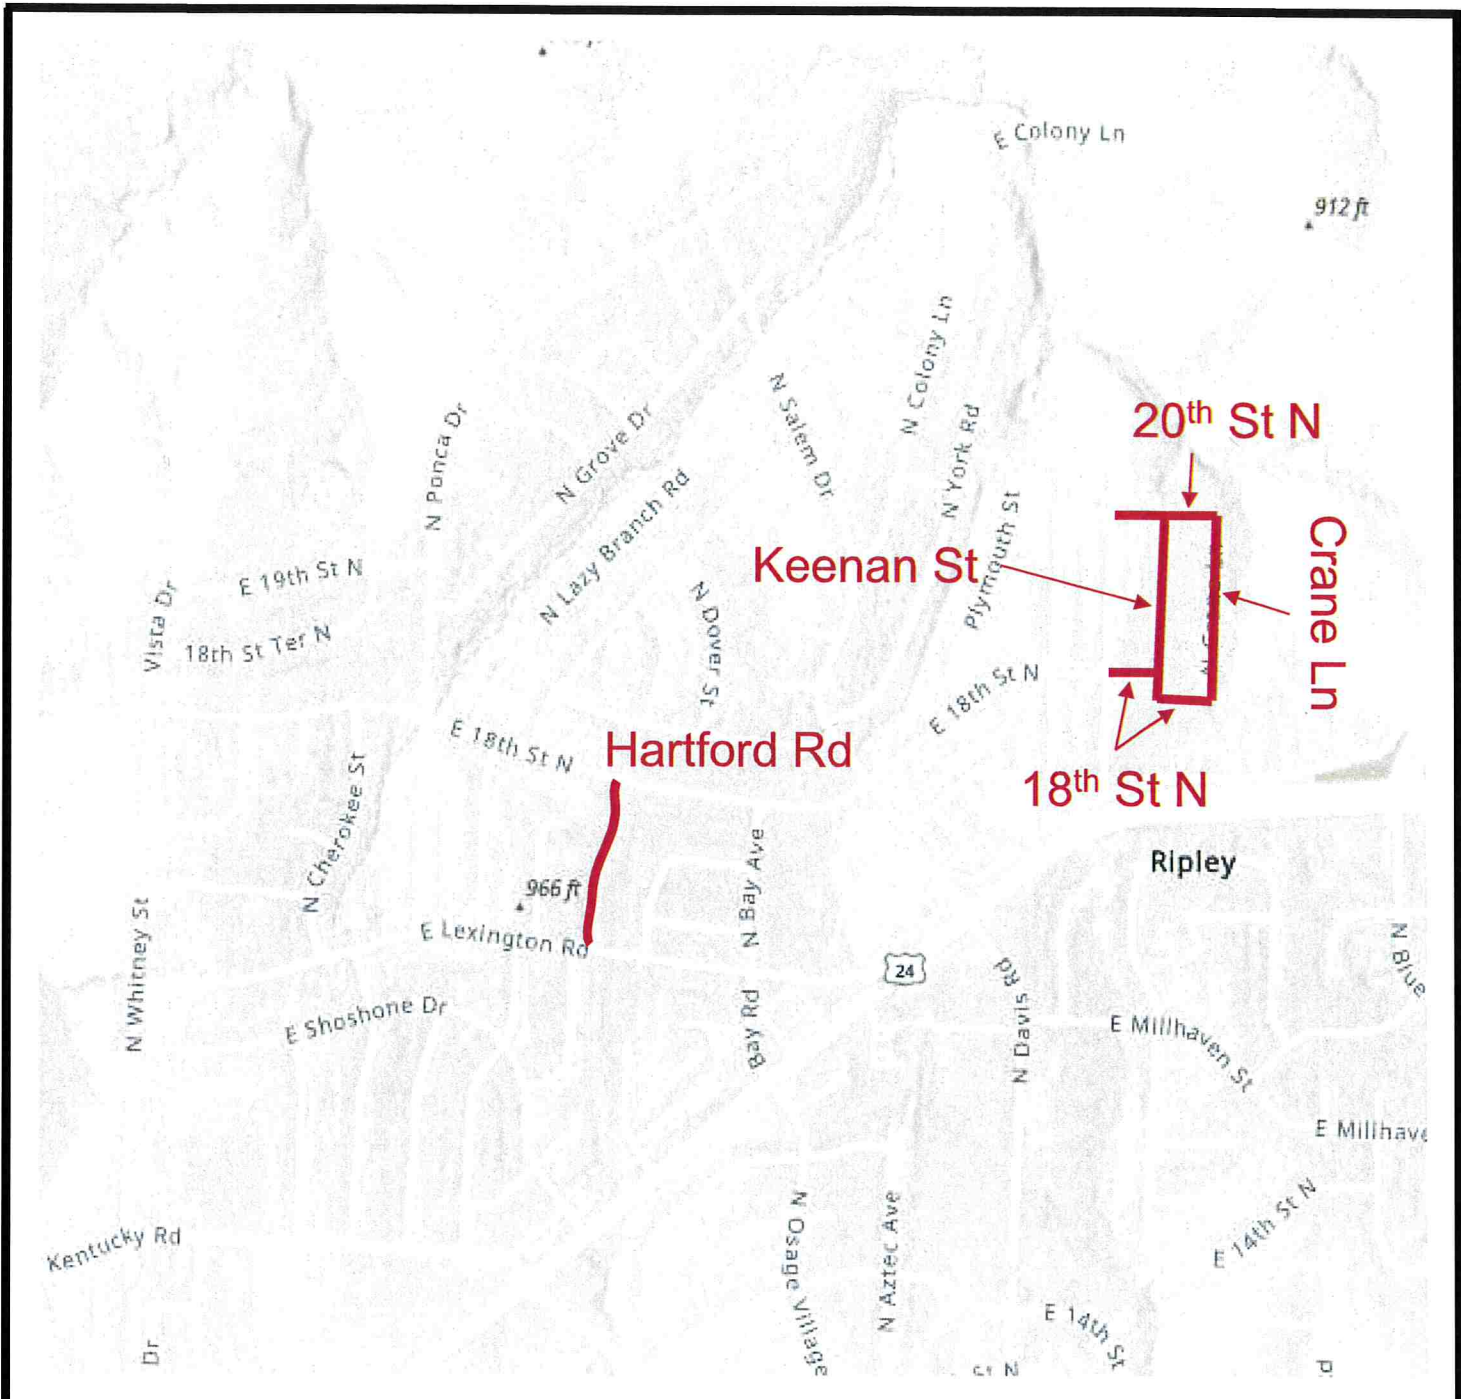 E Colony Ln
912 ft
N Colony Ln
N Salem Dr
N Ponca Dr
N Grove Dr
N York Rd
20th St N
N Lazy Branch Rd
Plymouth St
Keenan St
Crane Ln
E 19th St N
Vista Dr
18th St Ter N
N Dover St
E 18th St N
E 18th St N
Hartford Rd
18th St N
N Cherokee St
N Bay Ave
Ripley
966 ft
E Lexington Rd
N Whitney St
24
N Blue
N Davis Rd
E Shoshone Dr
Bay Rd
E Millhaven St
E Millhave
Kentucky Rd
N Osage Village
N Aztec Ave
E 14th St N
E 14th St
Dr
St N